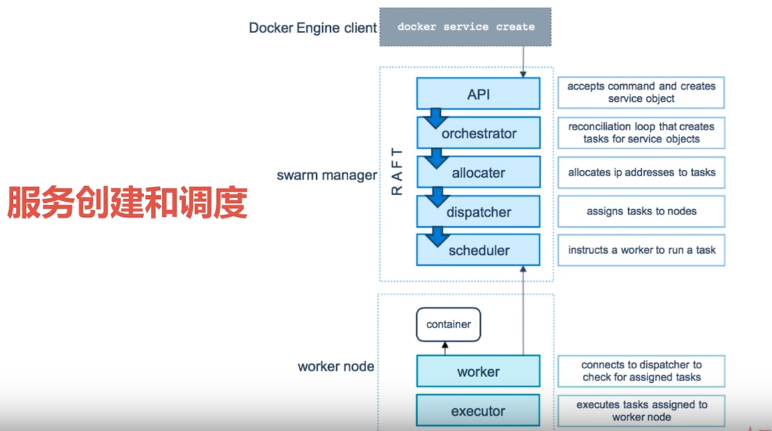 Docker Engine client
docker service create
API
accepts command and creates
service object
orchestrator
reconciliation loop that creates
tasks for service objects
swarm manager
RAFT
allocater
allocates ip addresses to tasks
服务创建和调度
dispatcher
assigns tasks to nodes
scheduler
instructs a worker to run a task
container
worker node
worker
connects to dispatcher to
check for assigned tasks
executor
executes tasks assigned to
worker node